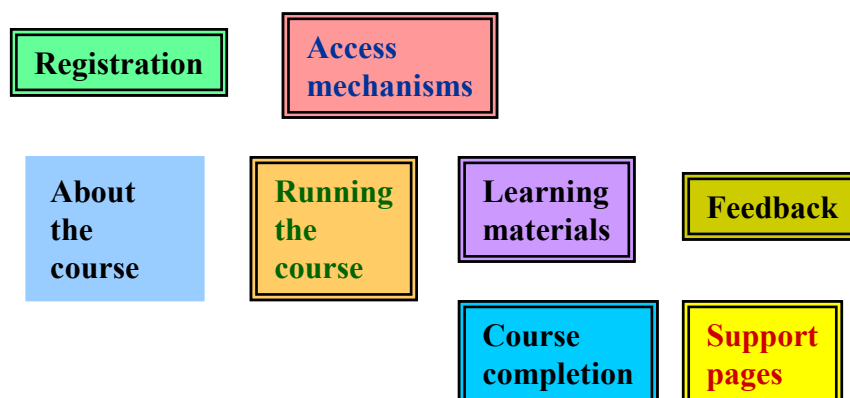 Registration
Access
mechanisms
About
the
course
Running
the
course
Learning
materials
Feedback
Course
completion
Support
pages